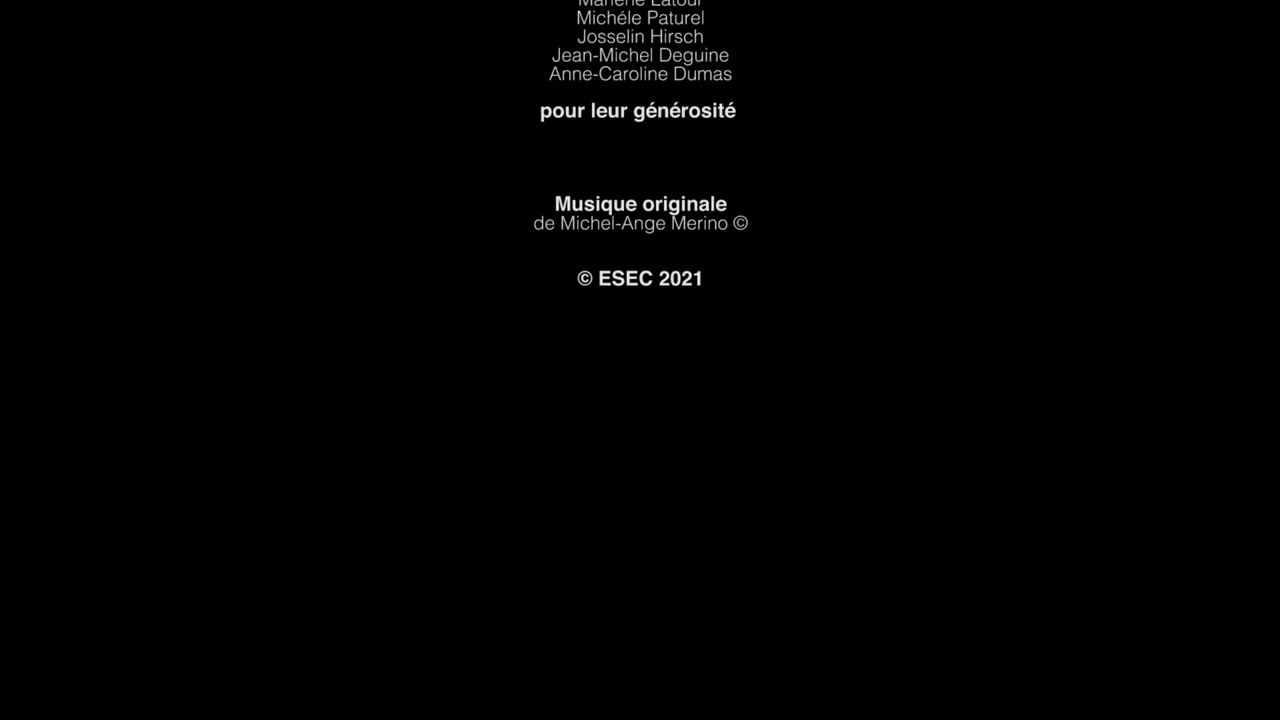 Michéle Paturel
Josselin Hirsch
Jean-Michel Deguine
Anne-Caroline Dumas
pour leur générosité
Musique originale
de Michel-Ange Merino ©
© ESEC 2021